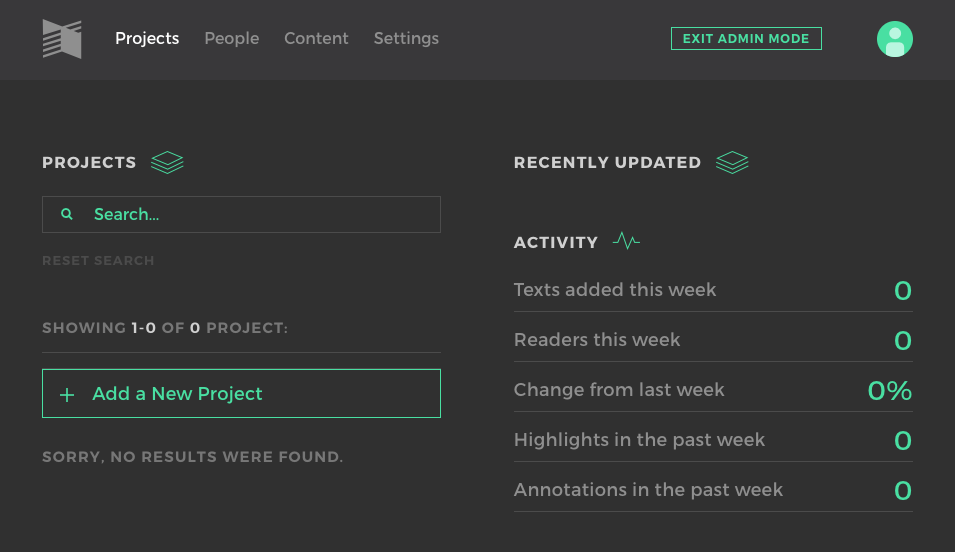 Projects People Content Settings EXIT ADMIN MODE
PROJECTS
Search...
RESET SEARCH
SHOWING 1-0 OF 0 PROJECT:
Add a New Project
SORRY, NO RESULTS WERE FOUND.
RECENTLY UPDATED
ACTIVITY
Texts added this week 0
Readers this week 0
Change from last week 0%
Highlights in the past week 0
Annotations in the past week 0